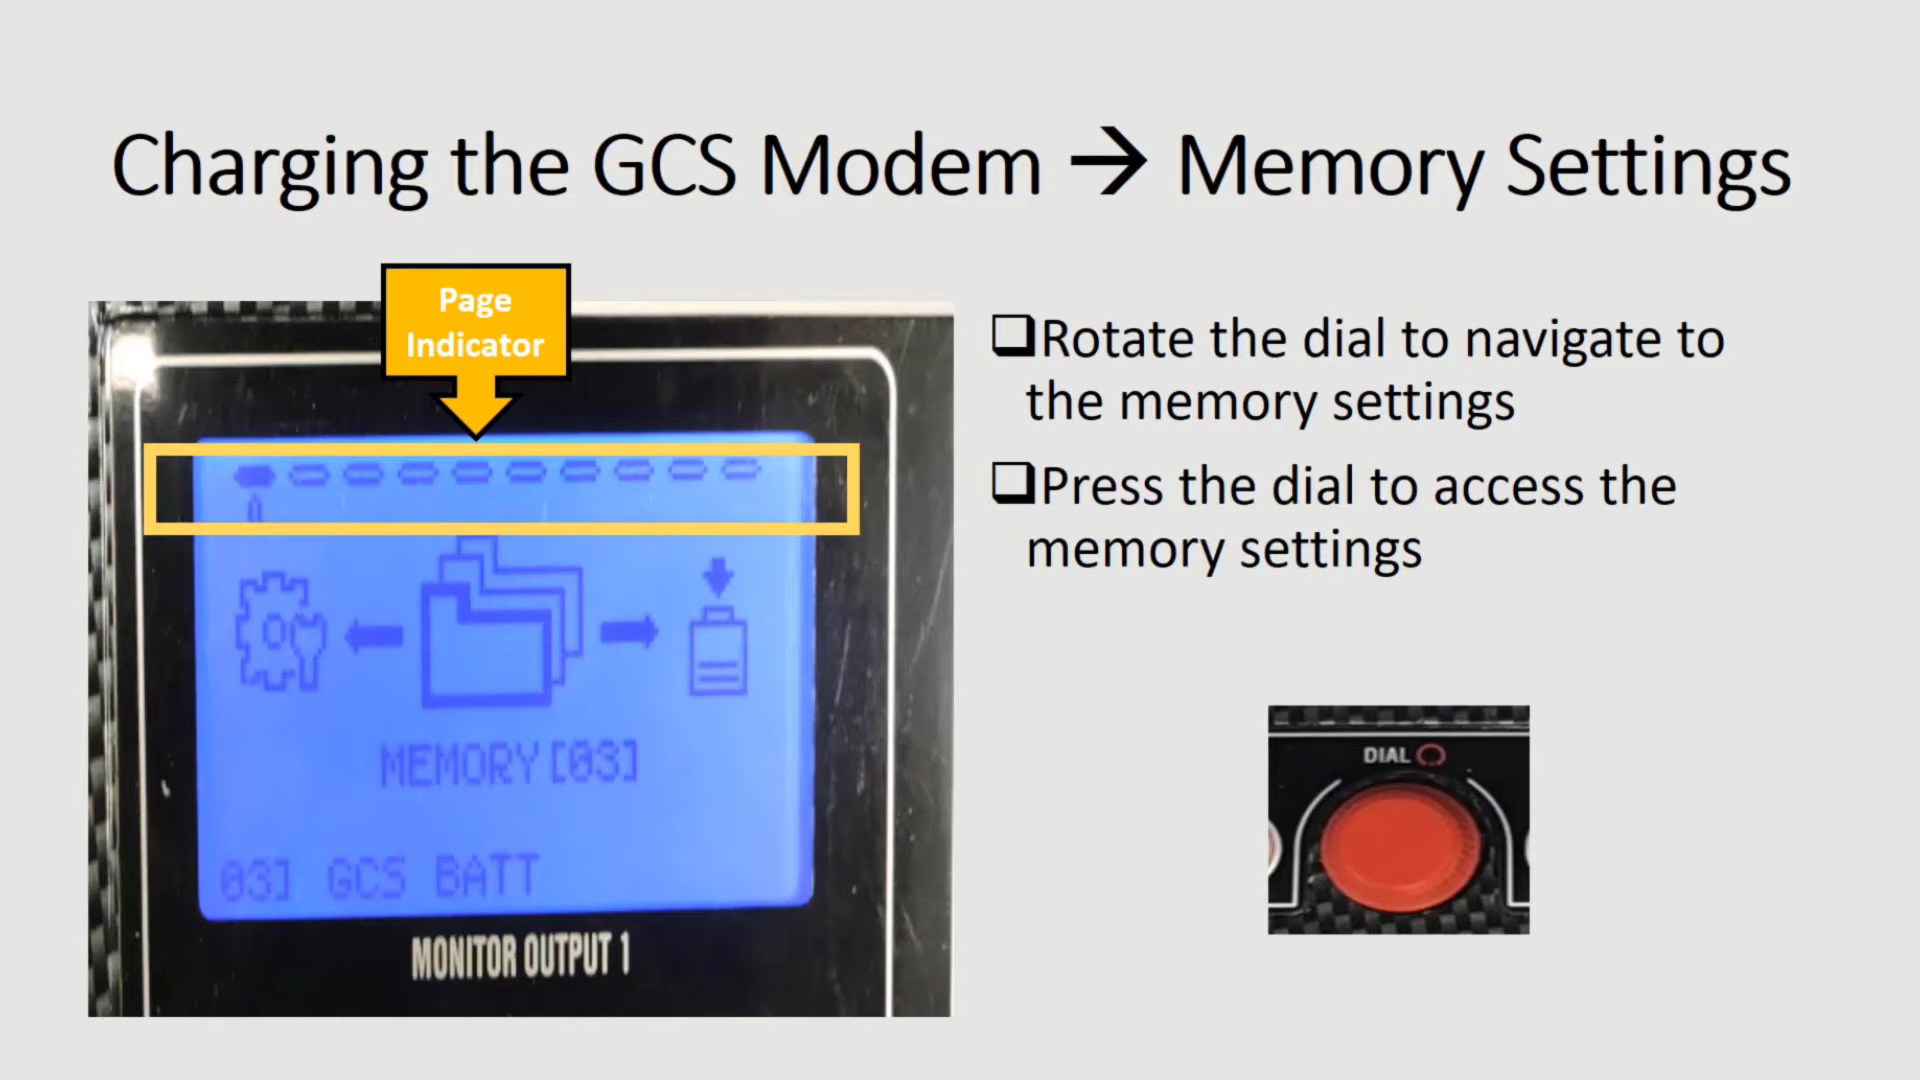 Charging the GCS Modem → Memory Settings
Page
Indicator
MEMORY[03]
03] GCS BATT
MONITOR OUTPUT 1
❑Rotate the dial to navigate to
the memory settings
❑Press the dial to access the
memory settings
DIAL